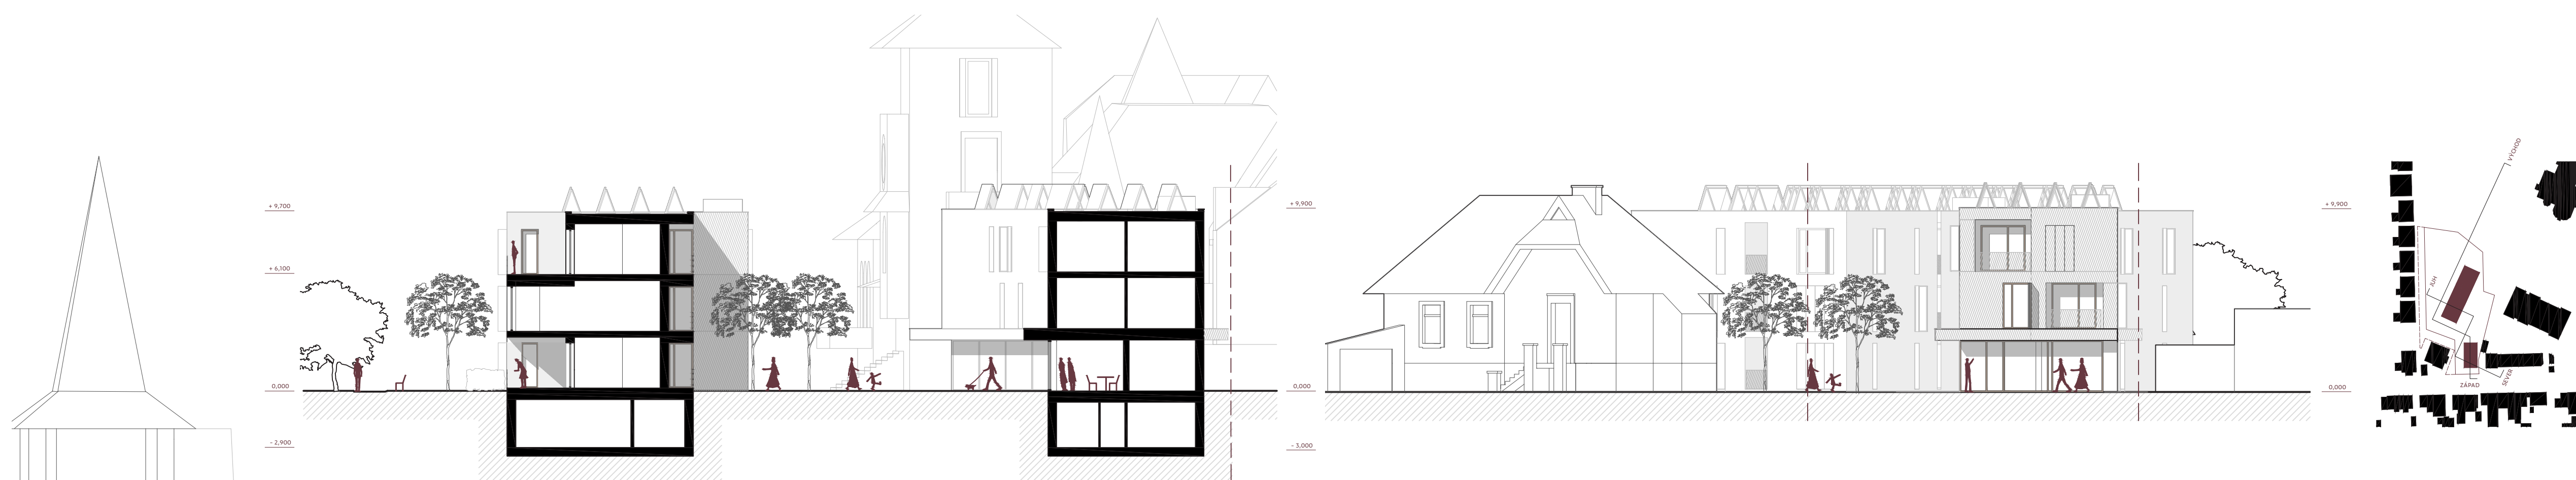 + 9,700
+ 6,100
0,000
- 2,900
+ 9,900
0,000
- 3,000
+ 9,900
0,000
VÝCHOD
JIH
ZÁPAD
SEVER